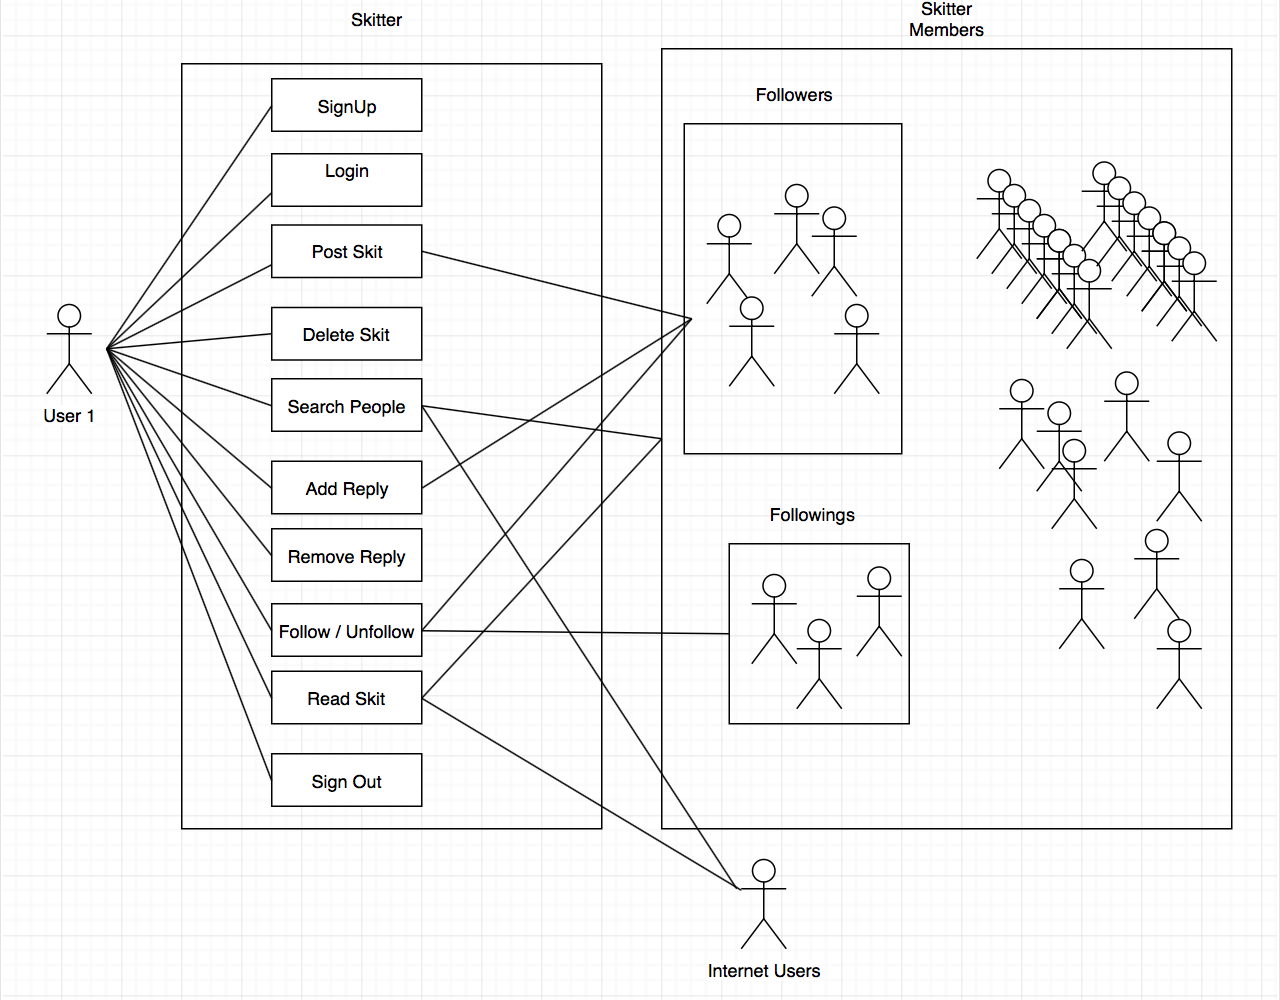 Skitter
Skitter
Members
SignUp
Login
Post Skit
Delete Skit
Search People
Add Reply
Remove Reply
Follow / Unfollow
Read Skit
Sign Out
User 1
Followers
Followings
Internet Users